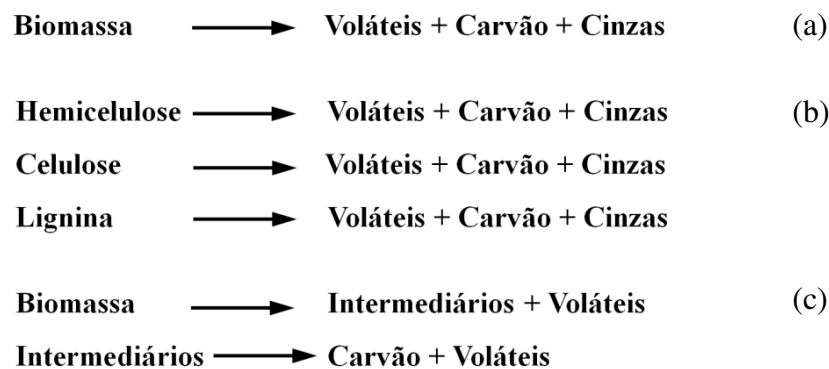 Biomassa → Voláteis + Carvão + Cinzas (a)
Hemicelulose → Voláteis + Carvão + Cinzas (b)
Celulose → Voláteis + Carvão + Cinzas
Lignina → Voláteis + Carvão + Cinzas
Biomassa → Intermediários + Voláteis (c)
Intermediários → Carvão + Voláteis